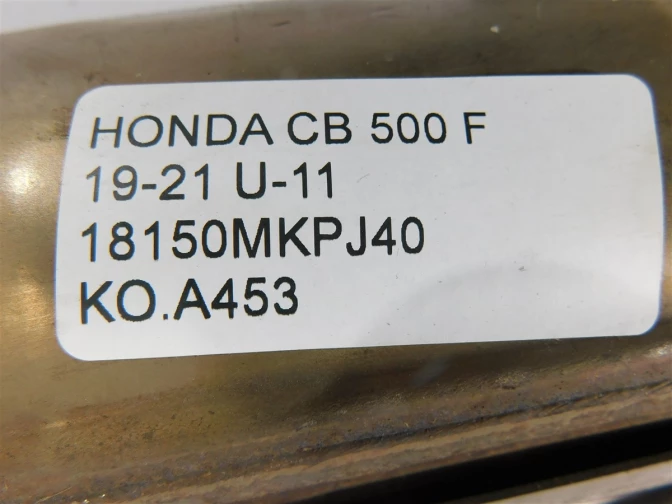 HONDA CB 500 F
19-21 U-11
18150MKPJ40
KO.A453